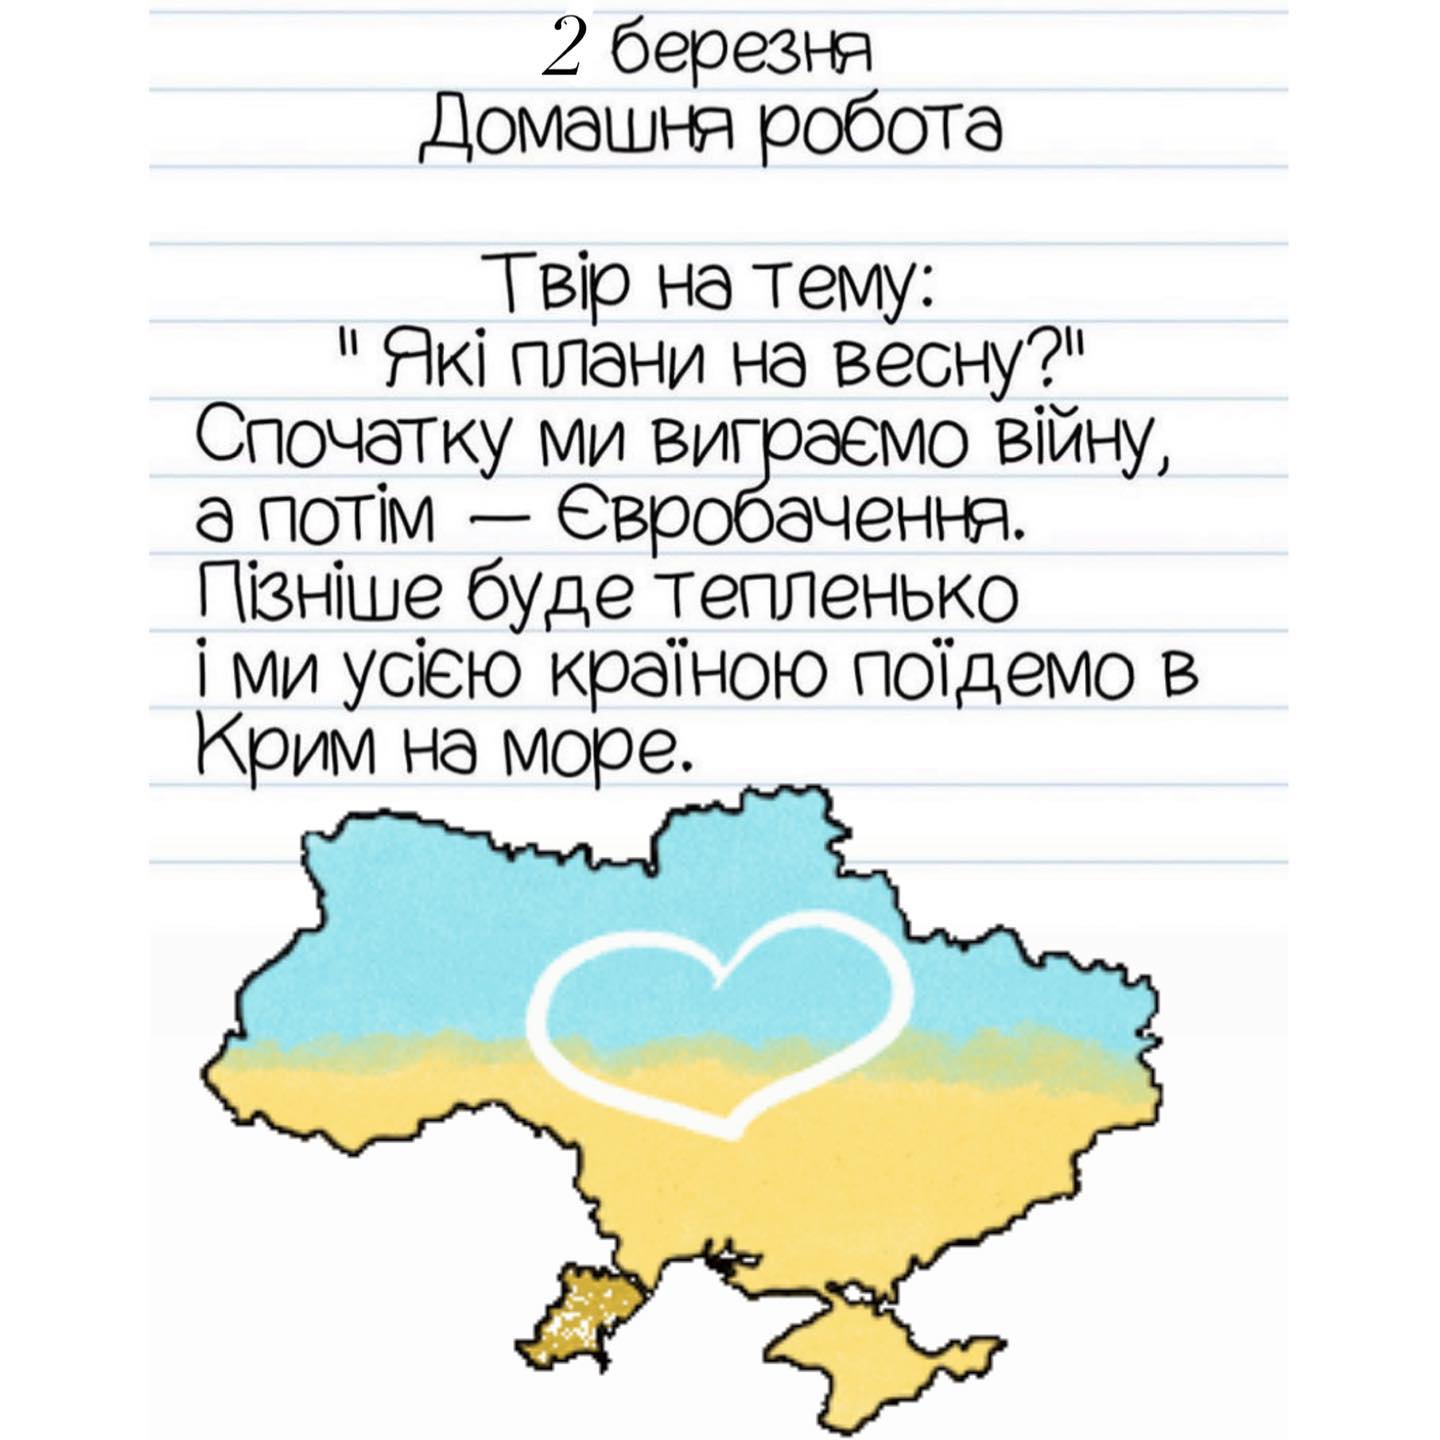 2 березня
Домашня робота
Твір на тему:
" Які плани на весну?"
Спочатку ми виграємо війну,
а потім — Євробачення.
Пізніше буде тепленько
і ми усією країною поїдемо в
Крим на море.